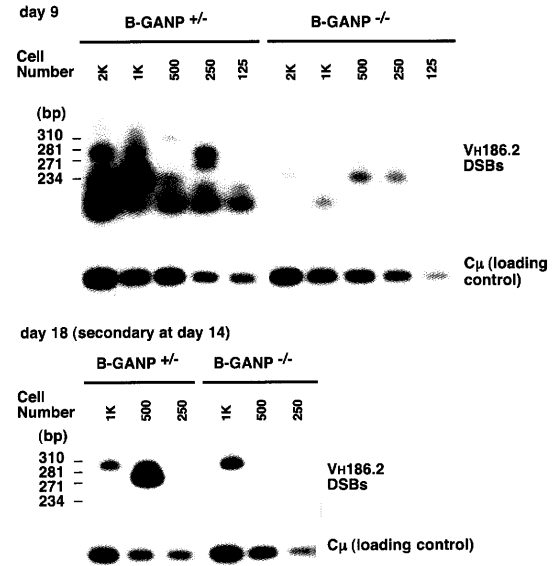 day 9
B-GANP +/-
B-GANP -/-
Cell Number
2K 1K 500 250 125 2K 1K 500 250 125
(bp)
310
281
271
234
VH186.2 DSBs
Cμ (loading control)
day 18 (secondary at day 14)
B-GANP +/-
B-GANP -/-
Cell Number
1K 500 250 1K 500 250
(bp)
310
281
271
234
VH186.2 DSBs
Cμ (loading control)